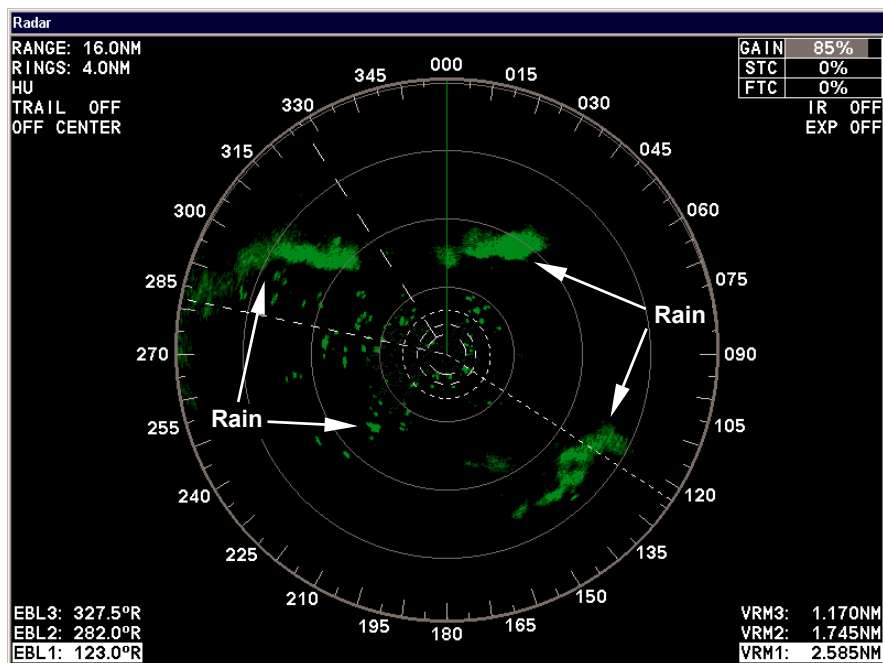 Radar
RANGE: 16.0NM
RINGS: 4.0NM
HU
TRAIL OFF
OFF CENTER
GAIN 85%
STC 0%
FTC 0%
IR OFF
EXP OFF
000
015
030
045
060
075
090
105
120
135
150
165
180
195
210
225
240
255
270
285
300
315
330
345
Rain
Rain
EBL3: 327.5ºR
EBL2: 282.0ºR
EBL1: 123.0ºR
VRM3: 1.170NM
VRM2: 1.745NM
VRM1: 2.585NM